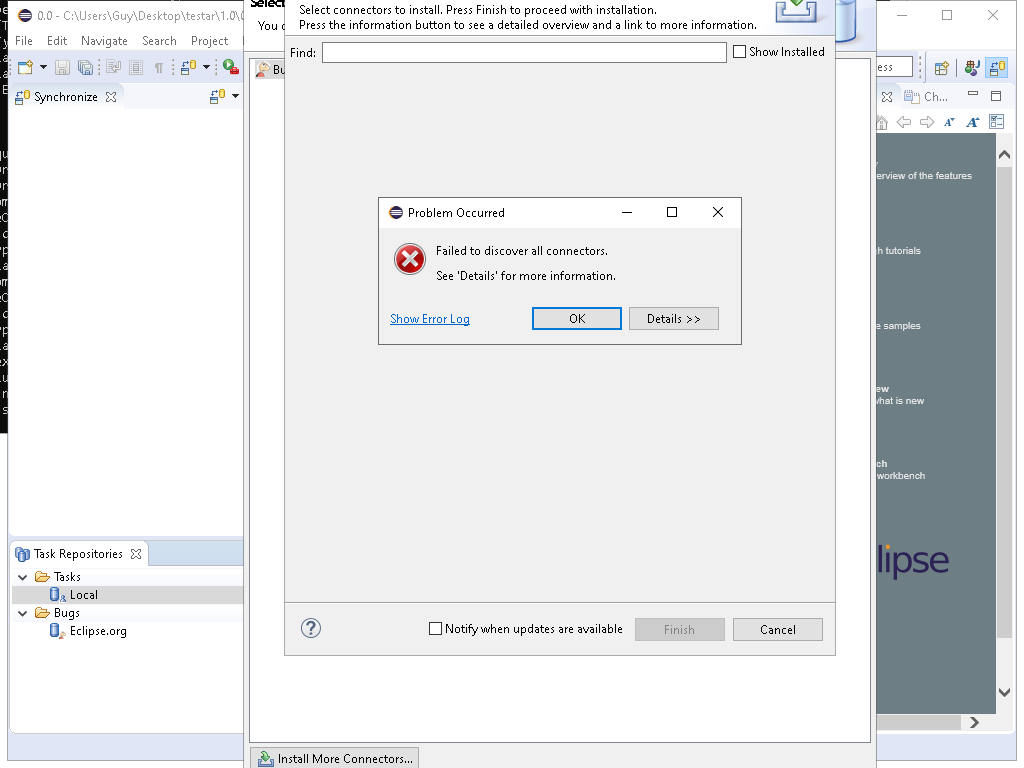 0.0 - C:\Users\Guy\Desktop\testar\1.0\
File Edit Navigate Search Project
Synchronize
Task Repositories
Tasks
Local
Bugs
Eclipse.org
Select
You c
Bu
Select connectors to install. Press Finish to proceed with installation.
Press the information button to see a detailed overview and a link to more information.
Find:
Show Installed
Problem Occurred
Failed to discover all connectors.
See 'Details' for more information.
Show Error Log
OK
Details >>
Notify when updates are available
Finish
Cancel
Install More Connectors...
ess
Ch...
erview of the features
h tutorials
e samples
ew
what is new
ch
workbench
lipse